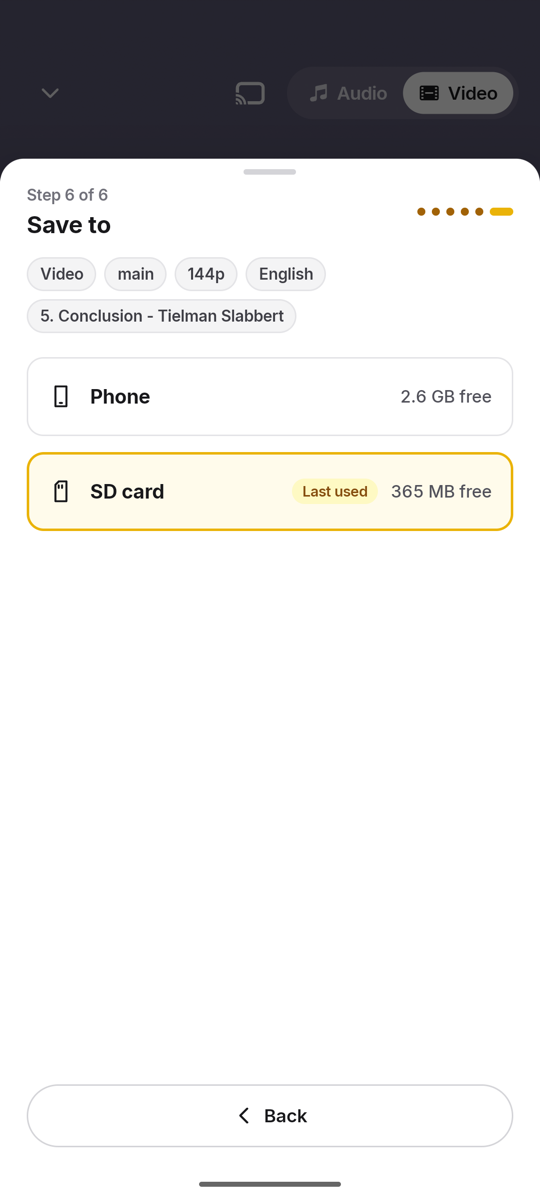 Audio
Video
Step 6 of 6
Save to
Video
main
144p
English
5. Conclusion - Tielman Slabbert
Phone
2.6 GB free
SD card
Last used
365 MB free
Back